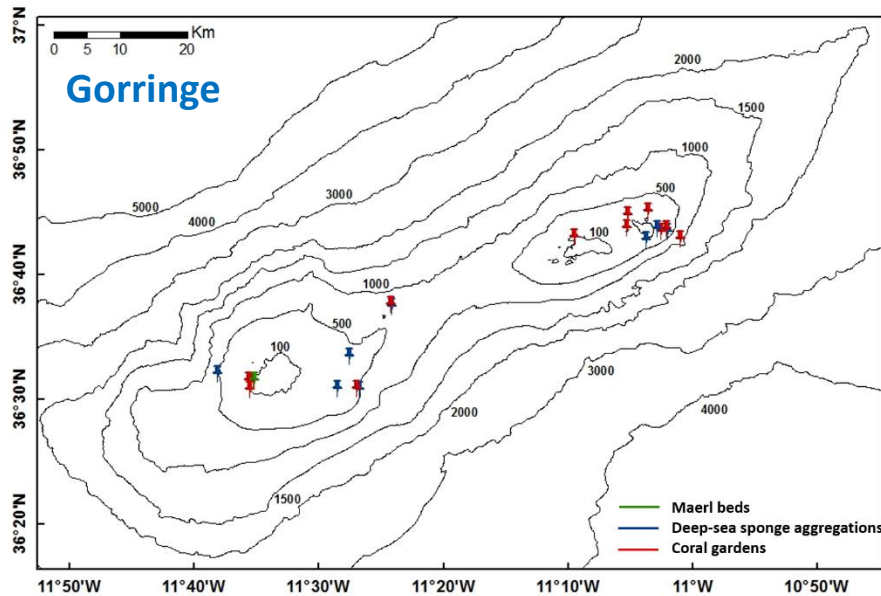 37°N
Km
0 5 10 20
Gorringe
2000
1500
36°50'N
1000
3000
5000
4000
500
100
36°40'N
1000
500
100
3000
36°30'N
2000
4000
1500
Maerl beds
Deep-sea sponge aggregations
Coral gardens
36°20'N
11°50'W 11°40'W 11°30'W 11°20'W 11°10'W 11°W 10°50'W